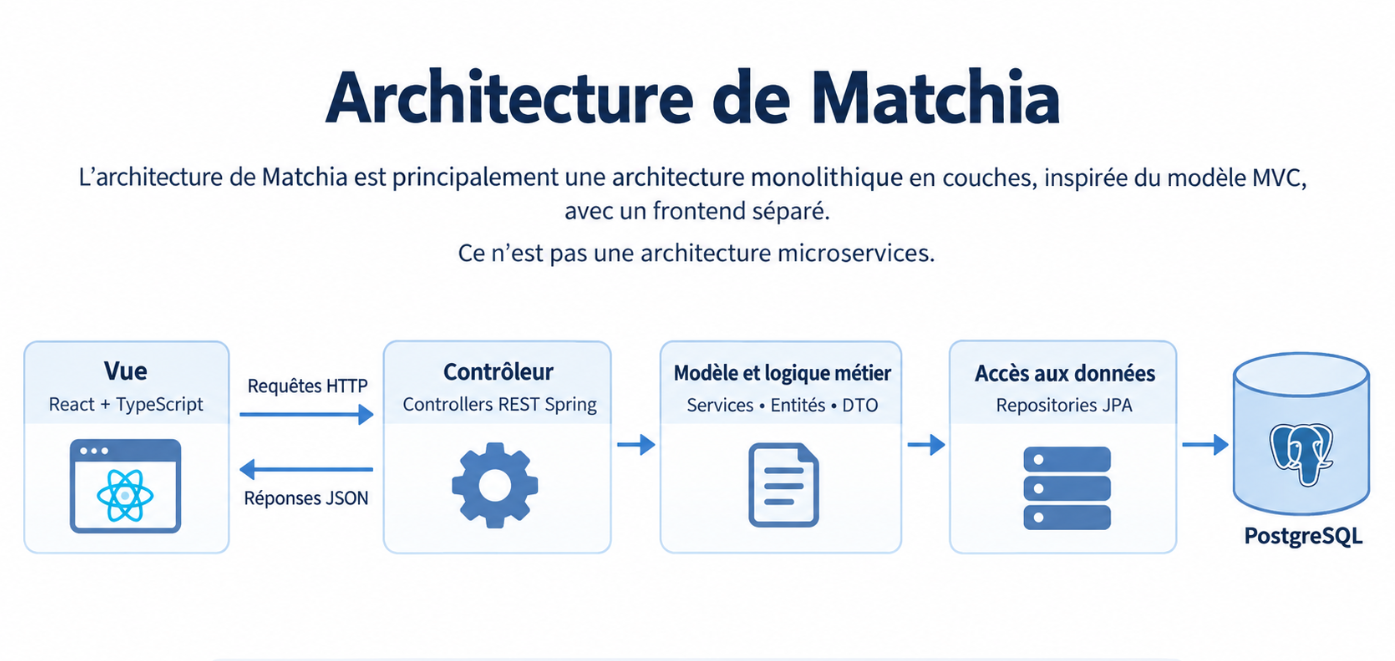 Architecture de Matchia
L’architecture de Matchia est principalement une architecture monolithique en couches, inspirée du modèle MVC,
avec un frontend séparé.
Ce n’est pas une architecture microservices.
Vue
React + TypeScript
Requêtes HTTP
Réponses JSON
Contrôleur
Controllers REST Spring
Modèle et logique métier
Services • Entités • DTO
Accès aux données
Repositories JPA
PostgreSQL